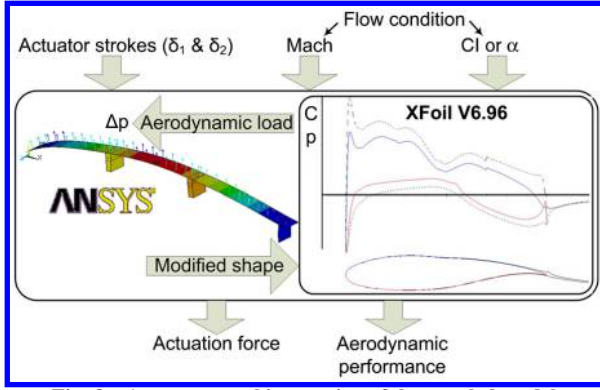 Flow condition
Actuator strokes (δ₁ & δ₂)
Mach
Cl or α
Δp
Aerodynamic load
C
p
XFoil V6.96
X
ANSYS
Modified shape
Actuation force
Aerodynamic
performance